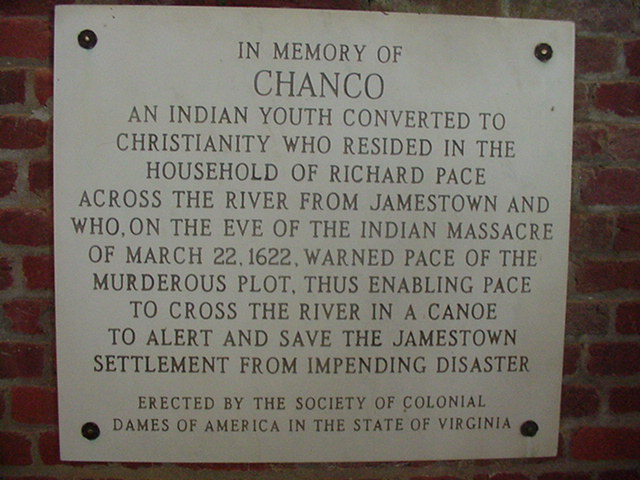 IN MEMORY OF
CHANCO
AN INDIAN YOUTH CONVERTED TO
CHRISTIANITY WHO RESIDED IN THE
HOUSEHOLD OF RICHARD PACE
ACROSS THE RIVER FROM JAMESTOWN AND
WHO, ON THE EVE OF THE INDIAN MASSACRE
OF MARCH 22, 1622, WARNED PACE OF THE
MURDEROUS PLOT, THUS ENABLING PACE
TO CROSS THE RIVER IN A CANOE
TO ALERT AND SAVE THE JAMESTOWN
SETTLEMENT FROM IMPENDING DISASTER
ERECTED BY THE SOCIETY OF COLONIAL
DAMES OF AMERICA IN THE STATE OF VIRGINIA